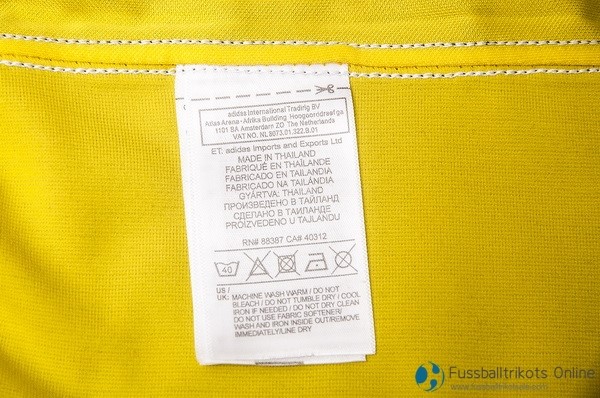 adidas International Trading BV
Atlas Arena - Afrika Building, Hoogoorddreef 9a
1101 BA Amsterdam ZO The Netherlands
VAT NO. NL 8073.01.322.B.01
ET: adidas Imports and Exports Ltd
MADE IN THAILAND
FABRIQUÉ EN THAÏLANDE
FABRICADO EN TAILANDIA
FABRICADO NA TAILÂNDIA
GYÁRTVA: THAILAND
ПРОИЗВЕДЕНО В ТАЙЛАНД
СДЕЛАНО В ТАИЛАНДЕ
PROIZVEDENO U TAJLANDU
RN# 88387 CA# 40312
40
US /
UK: MACHINE WASH WARM / DO NOT
BLEACH / DO NOT TUMBLE DRY / COOL
IRON IF NEEDED / DO NOT DRY CLEAN
DO NOT USE FABRIC SOFTENER/
WASH AND IRON INSIDE OUT/REMOVE
IMMEDIATELY/LINE DRY
Fussballtrikots Online